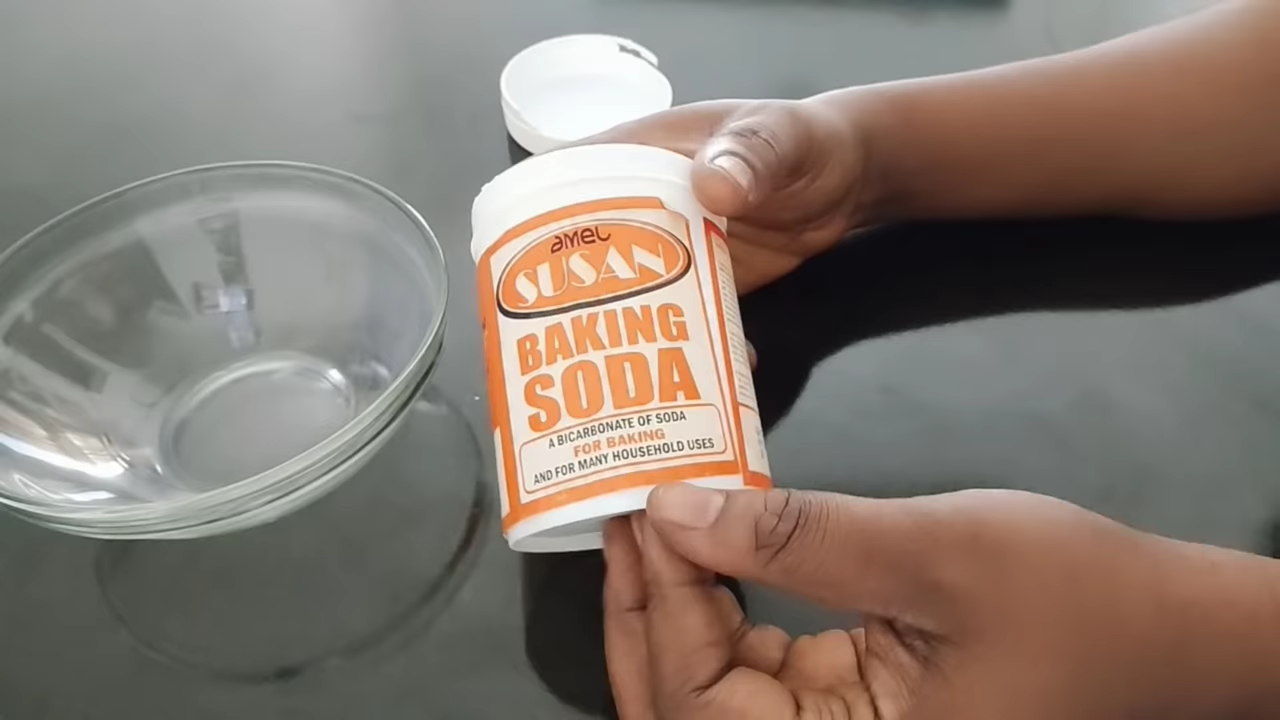 amel
SUSAN
BAKING
SODA
A BICARBONATE OF SODA
FOR BAKING
AND FOR MANY HOUSEHOLD USES